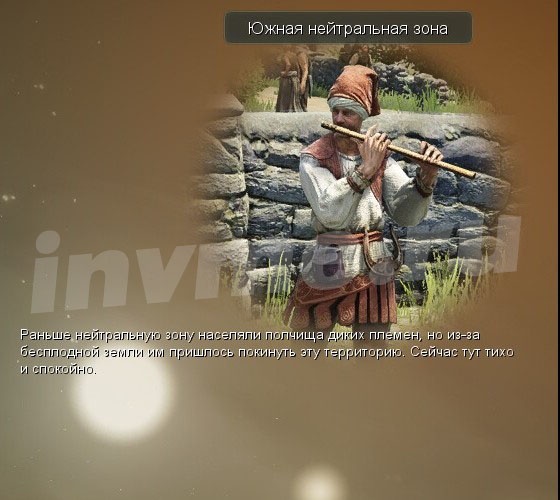 Южная нейтральная зона
Раньше нейтральную зону населяли полчища диких племен, но из-за
бесплодной земли им пришлось покинуть эту территорию. Сейчас тут тихо
и спокойно.